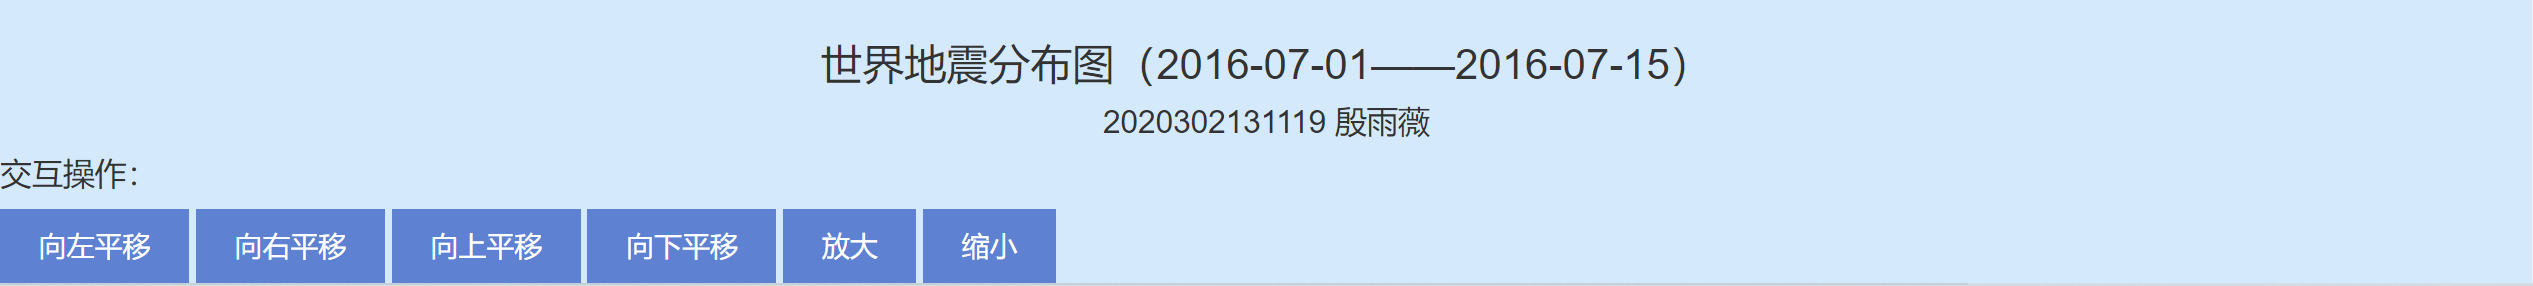 世界地震分布图（2016-07-01——2016-07-15）
2020302131119 殷雨薇
交互操作：
向左平移 向右平移 向上平移 向下平移 放大 缩小